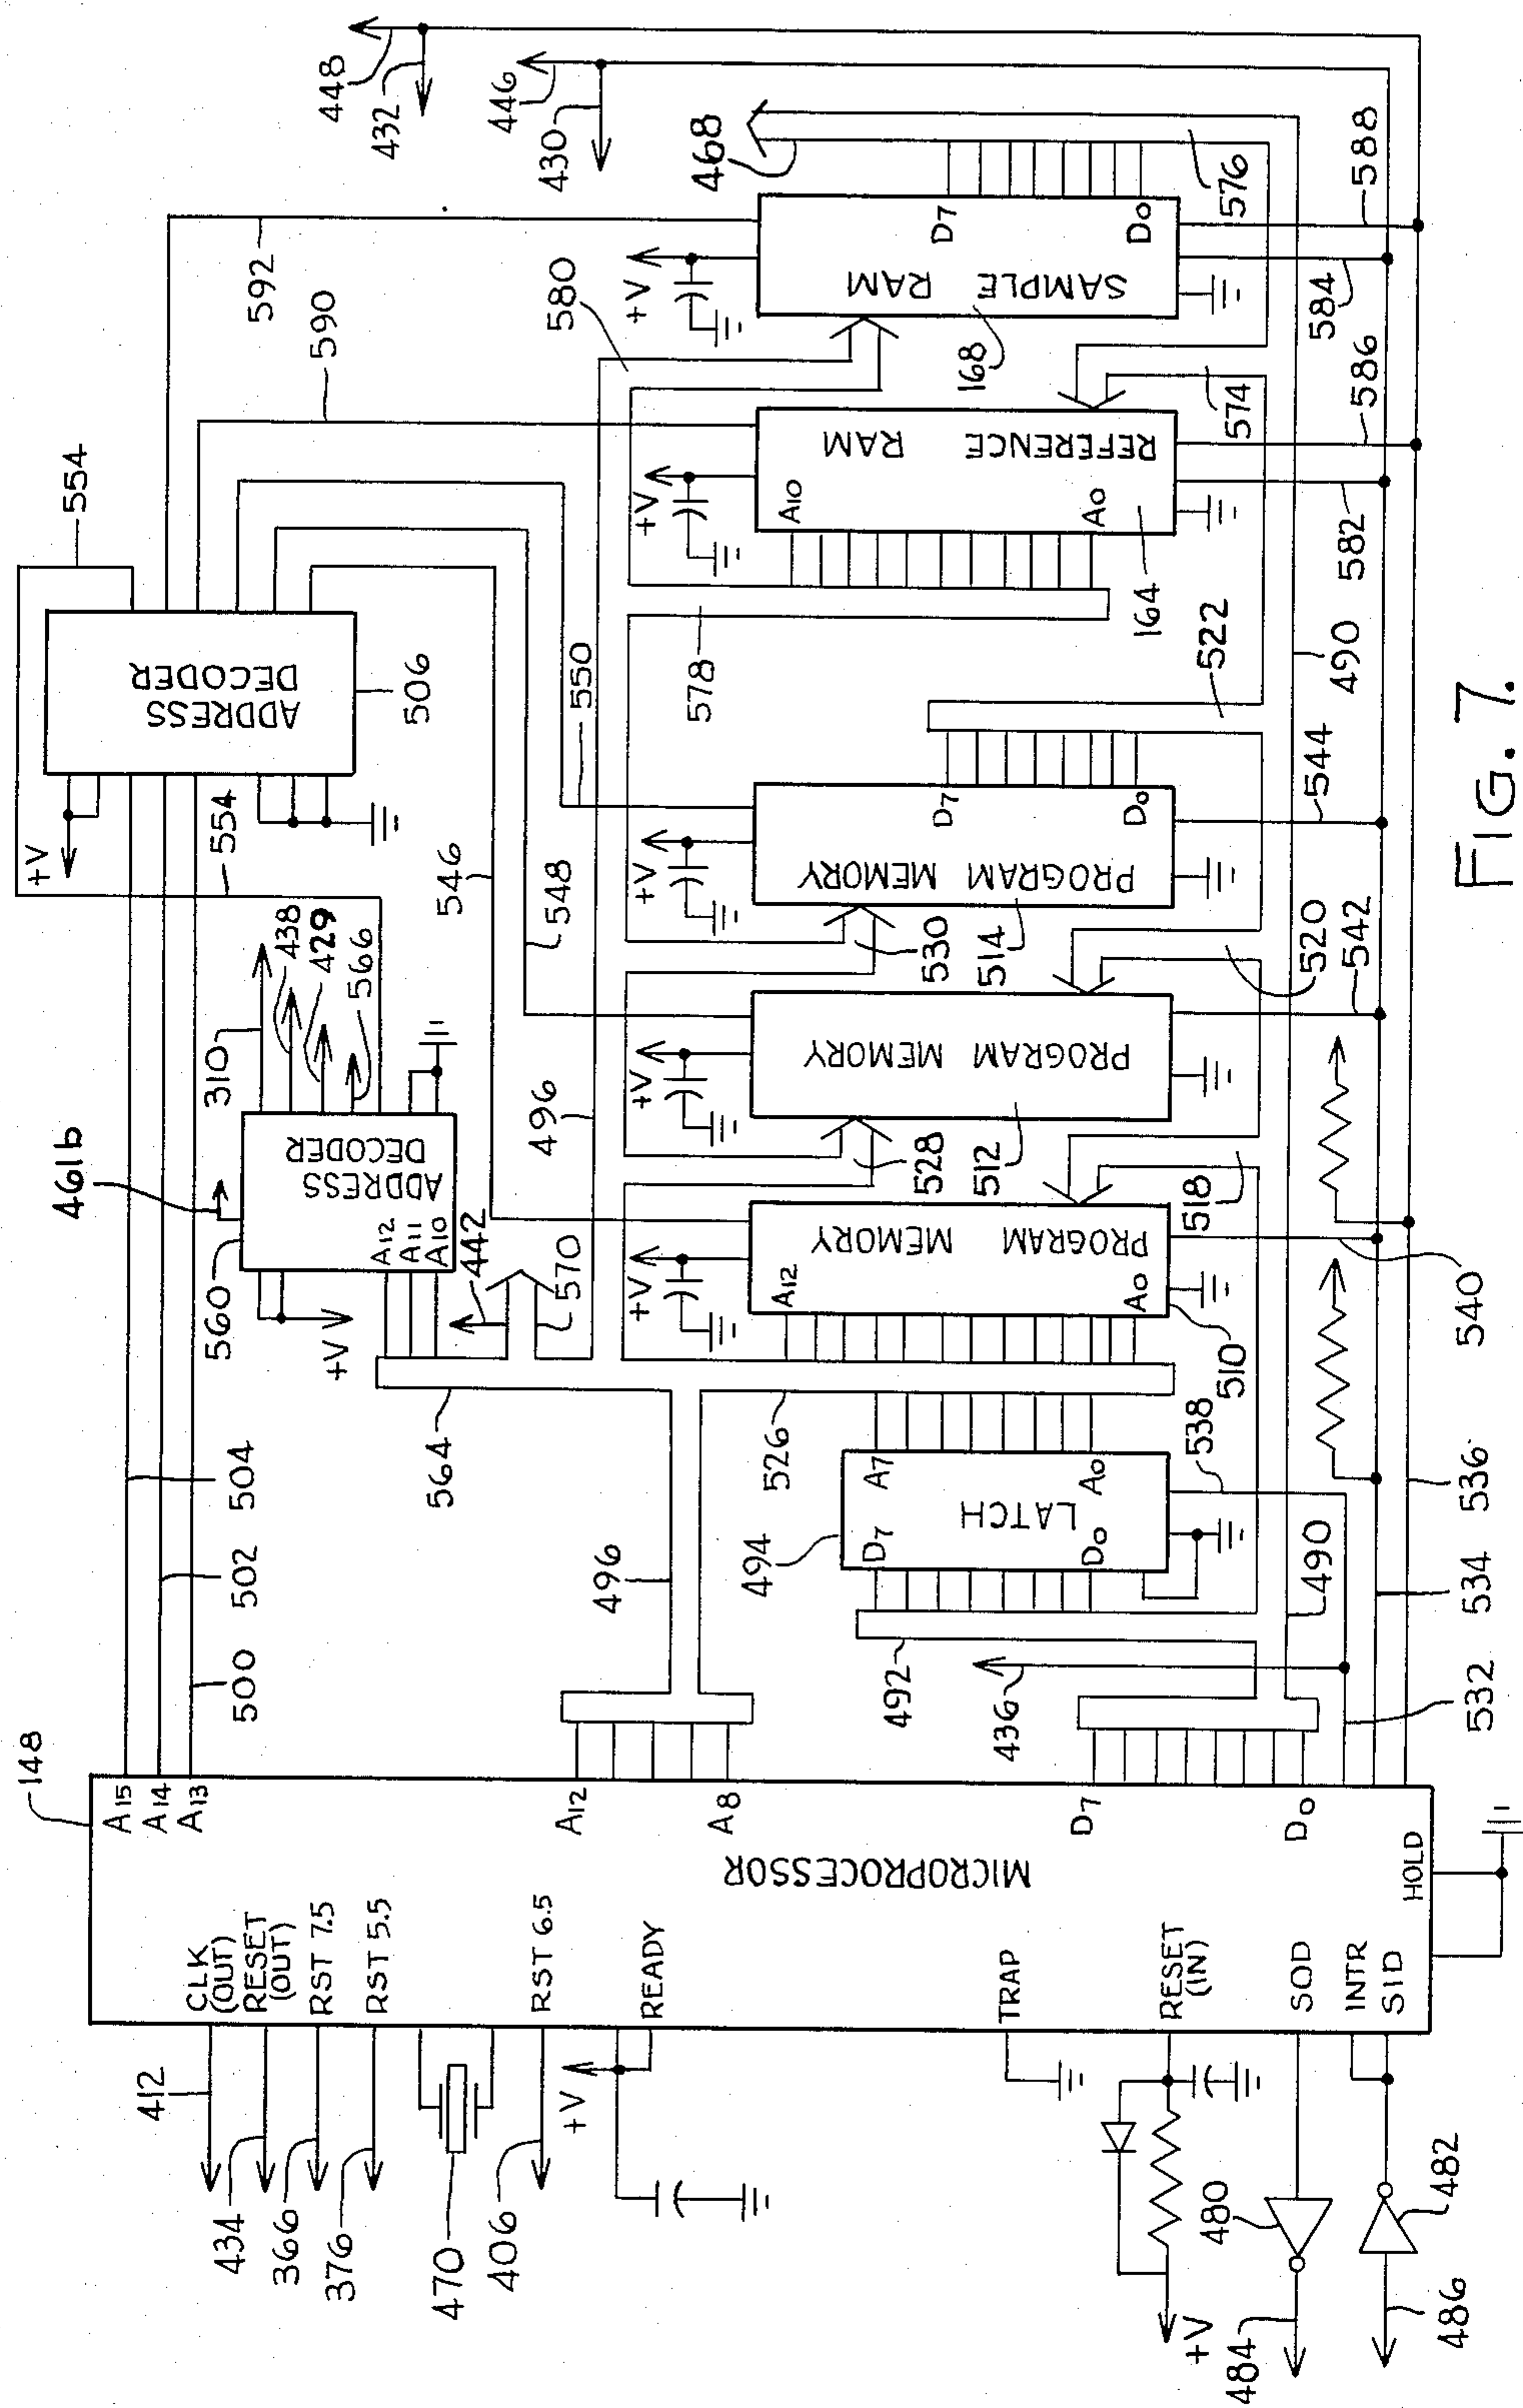 448
432
446
430
468
576
588
592
590
580
+V
D7
D0
SAMPLE RAM
168
584
586
574
554
+V
A10
A0
REFERENCE RAM
164
582
578
522
490
ADDRESS DECODER
506
550
+V
554
546
548
+V
D7
D0
PROGRAM MEMORY
530
514
544
520
542
310
438
429
566
461b
ADDRESS DECODER
A12
A11
A10
560
+V
442
570
496
+V
PROGRAM MEMORY
528
512
518
+V
A12
A0
PROGRAM MEMORY
510
540
564
526
504
502
500
496
494
D7
D0
A7
A0
LATCH
538
490
492
436
532
534
536
148
A15
A14
A13
A12
A8
D7
D0
MICROPROCESSOR
HOLD
CLK (OUT)
RESET (OUT)
RST 7.5
RST 5.5
RST 6.5
READY
TRAP
RESET (IN)
SOD
INTR
SID
412
434
366
376
470
406
+V
+V
480
482
484
486
FIG. 7.